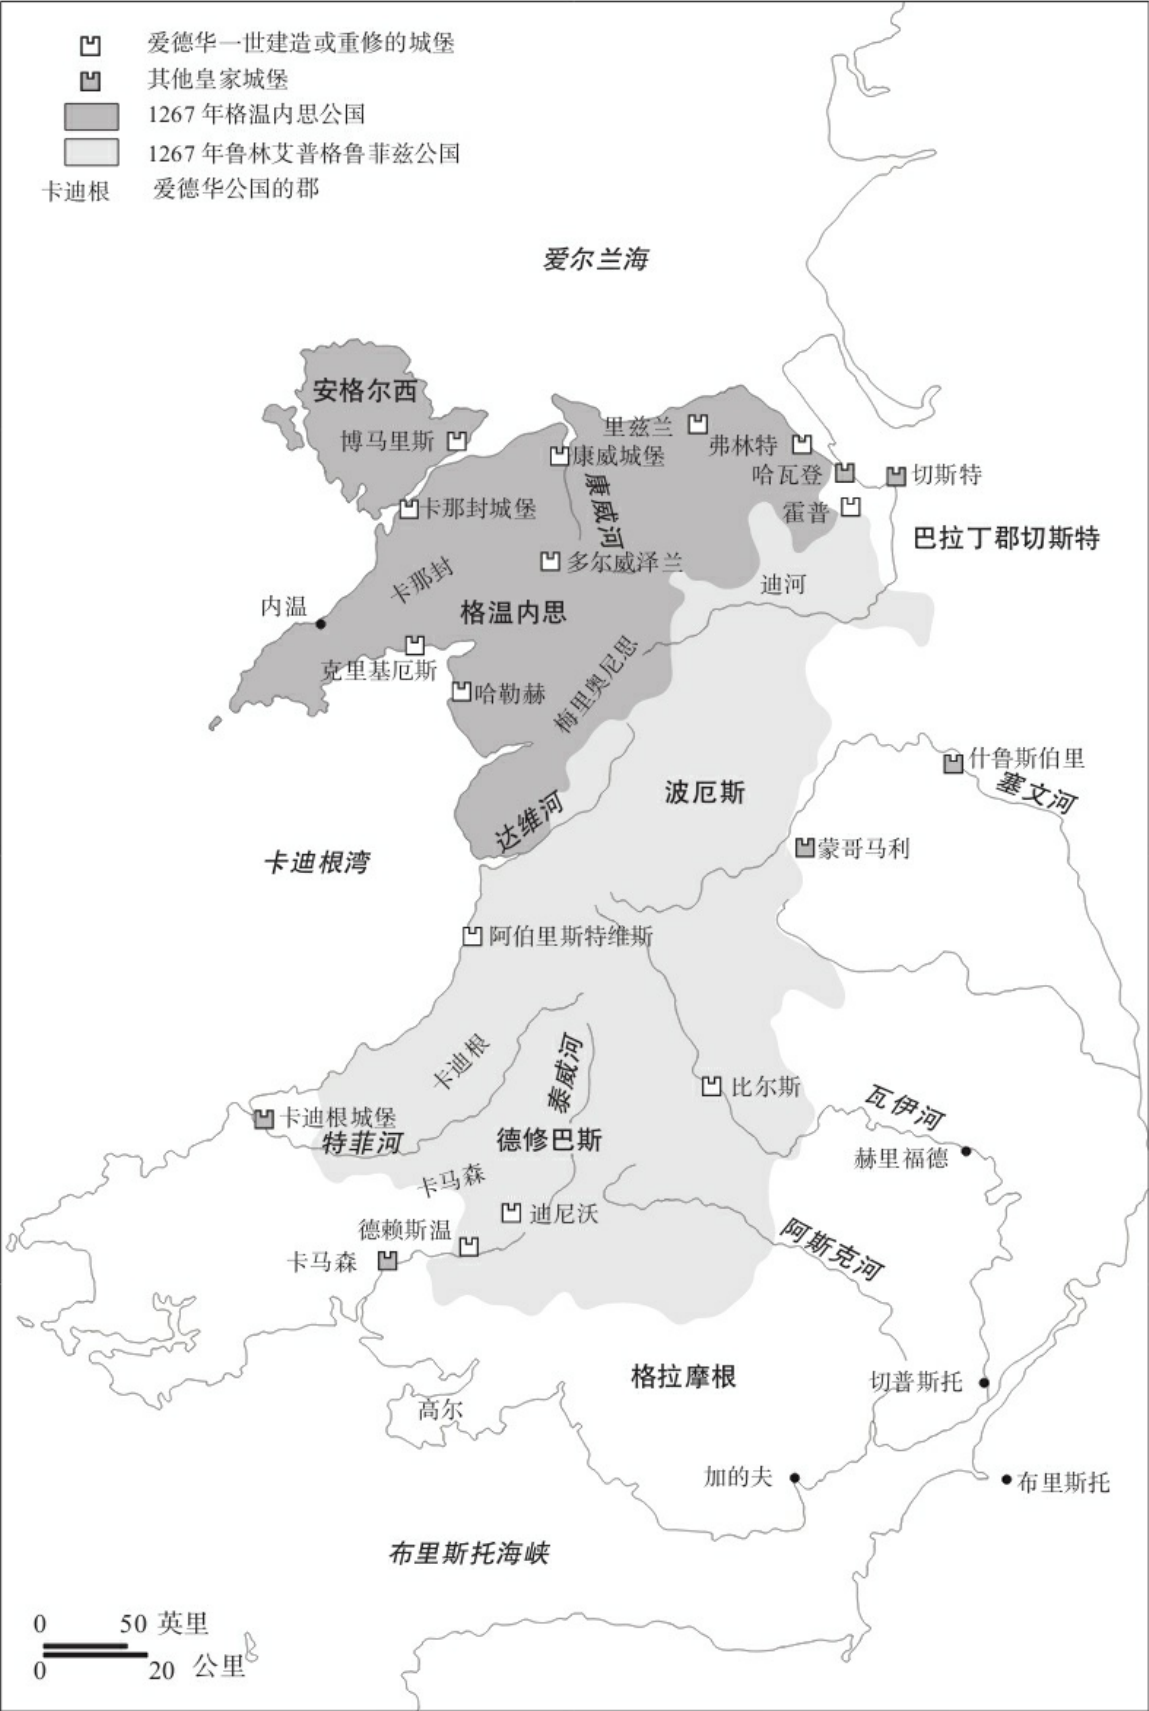 爱德华一世建造或重修的城堡
其他皇家城堡
1267 年格温内思公国
1267 年鲁林艾普格鲁菲兹公国
卡迪根 爱德华公国的郡
爱尔兰海
安格尔西
博马里斯
里兹兰
弗林特
康威城堡
哈瓦登
切斯特
康威河
卡那封城堡
霍普
巴拉丁郡切斯特
多尔威泽兰
卡那封
迪河
内温
格温内思
克里基厄斯
梅里奥尼思
哈勒赫
什鲁斯伯里
塞文河
波厄斯
达维河
蒙哥马利
卡迪根湾
阿伯里斯特维斯
卡迪根
泰威河
比尔斯
瓦伊河
卡迪根城堡
特菲河
德修巴斯
赫里福德
卡马森
迪尼沃
德赖斯温
阿斯克河
卡马森
格拉摩根
切普斯托
高尔
加的夫
布里斯托
布里斯托海峡
0 50 英里
0 20 公里